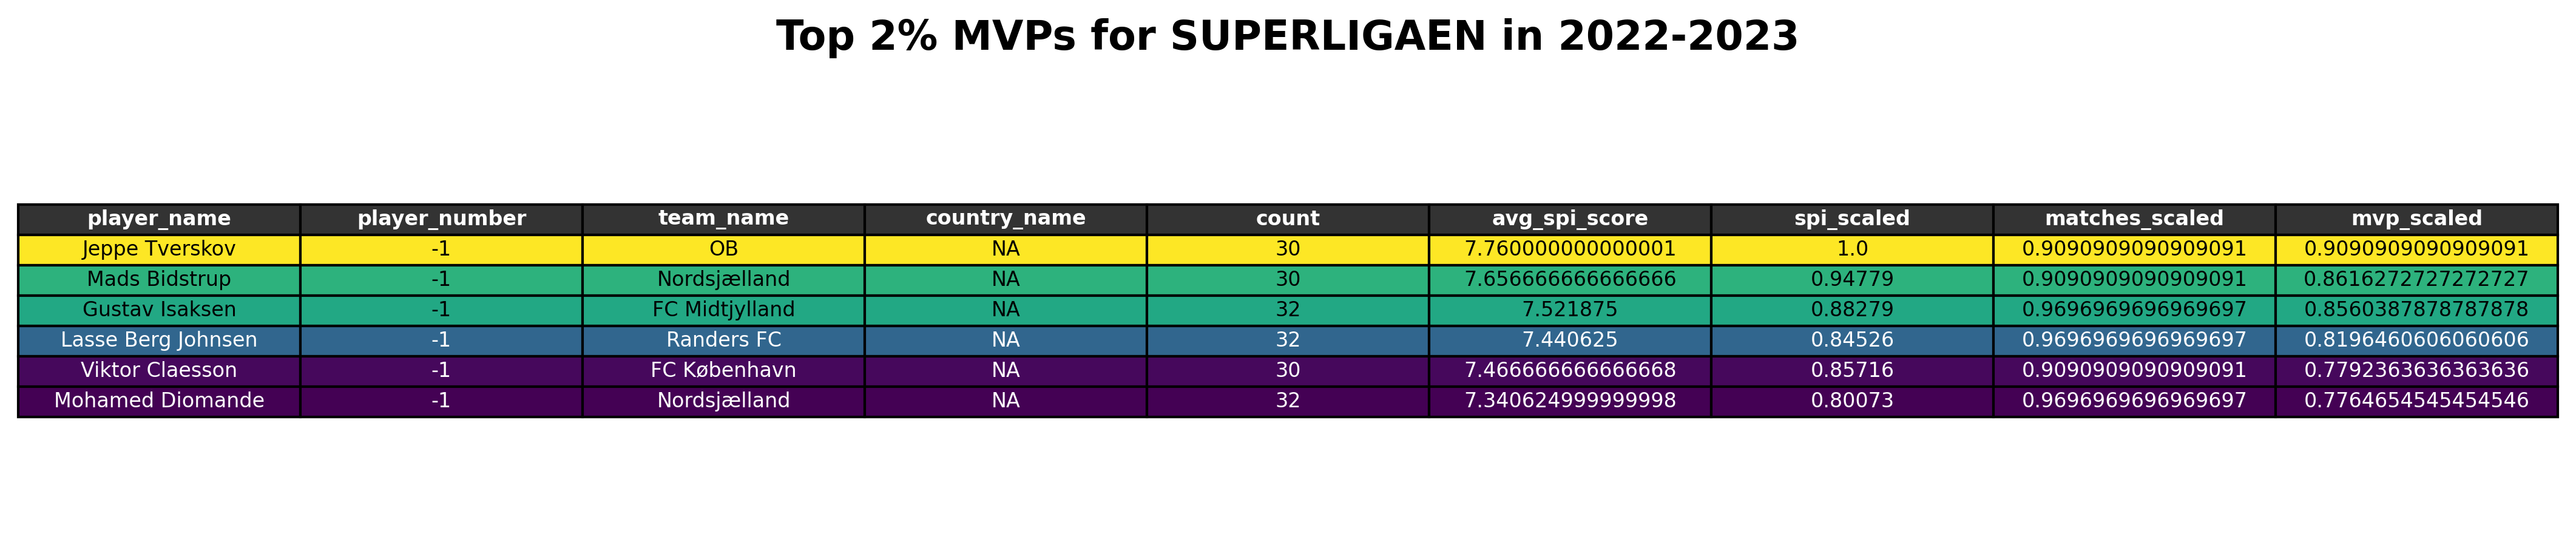 Top 2% MVPs for SUPERLIGAEN in 2022-2023
player_name player_number team_name country_name count avg_spi_score spi_scaled matches_scaled mvp_scaled
Jeppe Tverskov -1 OB NA 30 7.760000000000001 1.0 0.9090909090909091 0.9090909090909091
Mads Bidstrup -1 Nordsjælland NA 30 7.656666666666666 0.94779 0.9090909090909091 0.8616272727272727
Gustav Isaksen -1 FC Midtjylland NA 32 7.521875 0.88279 0.9696969696969697 0.8560387878787878
Lasse Berg Johnsen -1 Randers FC NA 32 7.440625 0.84526 0.9696969696969697 0.8196460606060606
Viktor Claesson -1 FC København NA 30 7.466666666666668 0.85716 0.9090909090909091 0.7792363636363636
Mohamed Diomande -1 Nordsjælland NA 32 7.340624999999998 0.80073 0.9696969696969697 0.7764654545454546